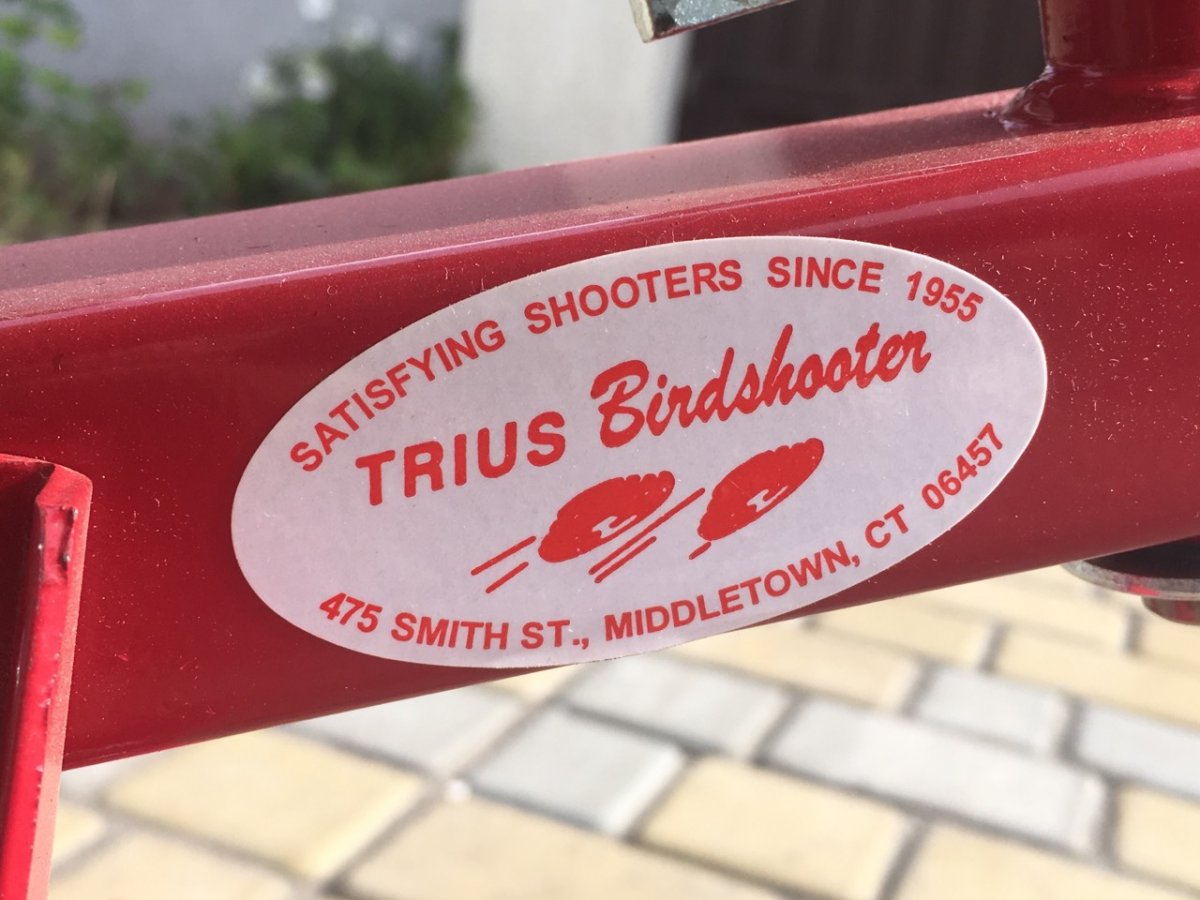 SATISFYING SHOOTERS SINCE 1955
TRIUS Birdshooter
475 SMITH ST., MIDDLETOWN, CT 06457